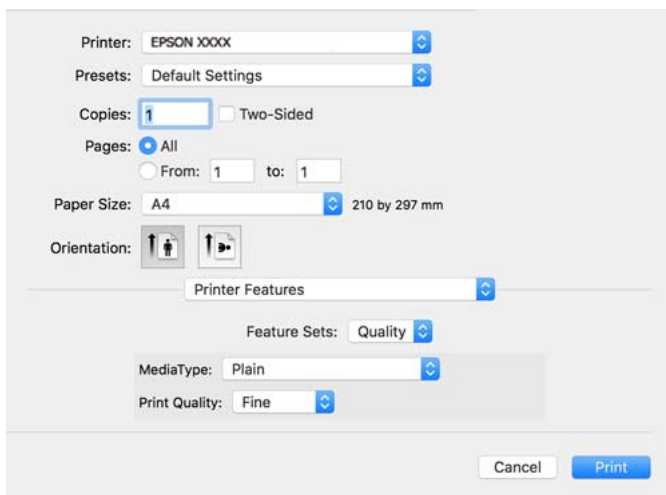 Printer: EPSON XXXX
Presets: Default Settings
Copies: 1 Two-Sided
Pages: All
From: 1 to: 1
Paper Size: A4 210 by 297 mm
Orientation:
Printer Features
Feature Sets: Quality
MediaType: Plain
Print Quality: Fine
Cancel Print